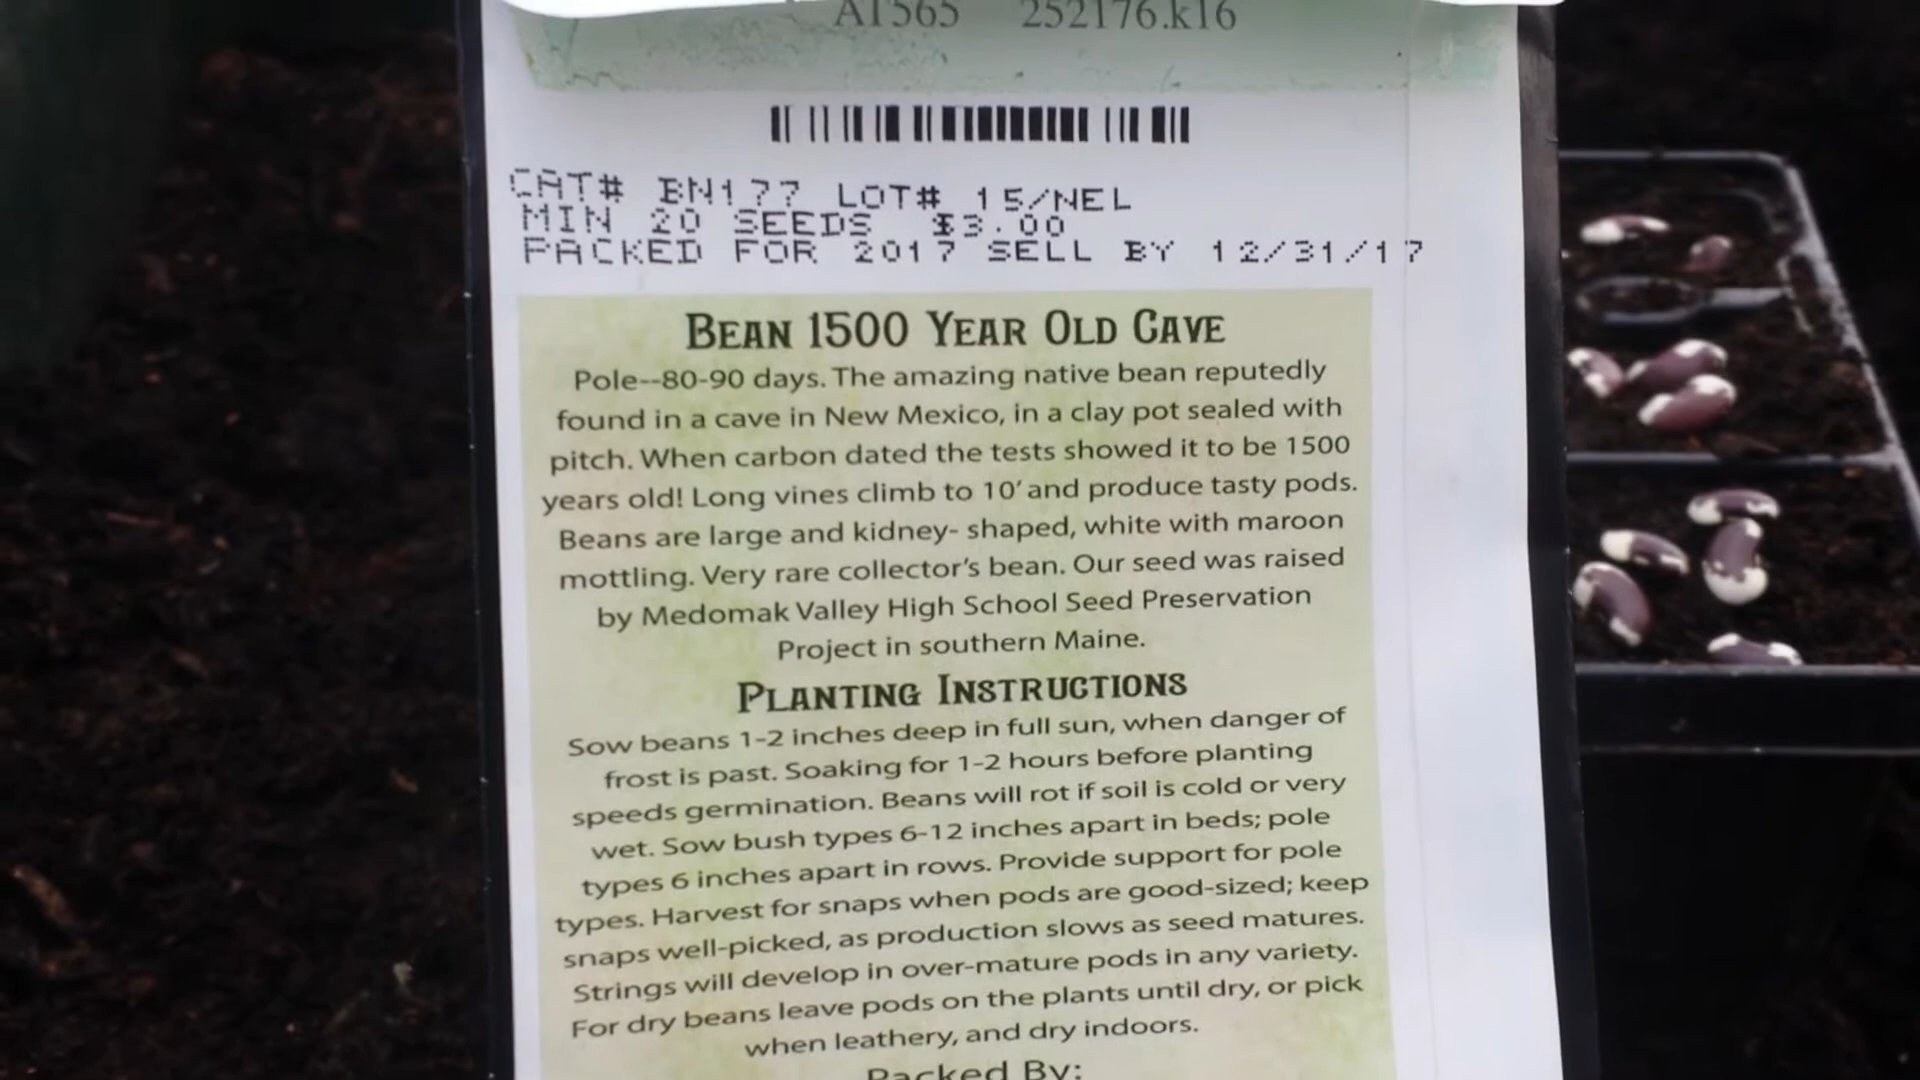 A1565 252176.k16
CAT# BN177 LOT# 15/NEL
MIN 20 SEEDS $3.00
PACKED FOR 2017 SELL BY 12/31/17
BEAN 1500 YEAR OLD CAVE
Pole--80-90 days. The amazing native bean reputedly
found in a cave in New Mexico, in a clay pot sealed with
pitch. When carbon dated the tests showed it to be 1500
years old! Long vines climb to 10' and produce tasty pods.
Beans are large and kidney- shaped, white with maroon
mottling. Very rare collector's bean. Our seed was raised
by Medomak Valley High School Seed Preservation
Project in southern Maine.
PLANTING INSTRUCTIONS
Sow beans 1-2 inches deep in full sun, when danger of
frost is past. Soaking for 1-2 hours before planting
speeds germination. Beans will rot if soil is cold or very
wet. Sow bush types 6-12 inches apart in beds; pole
types 6 inches apart in rows. Provide support for pole
types. Harvest for snaps when pods are good-sized; keep
snaps well-picked, as production slows as seed matures.
Strings will develop in over-mature pods in any variety.
For dry beans leave pods on the plants until dry, or pick
when leathery, and dry indoors.
Packed By: